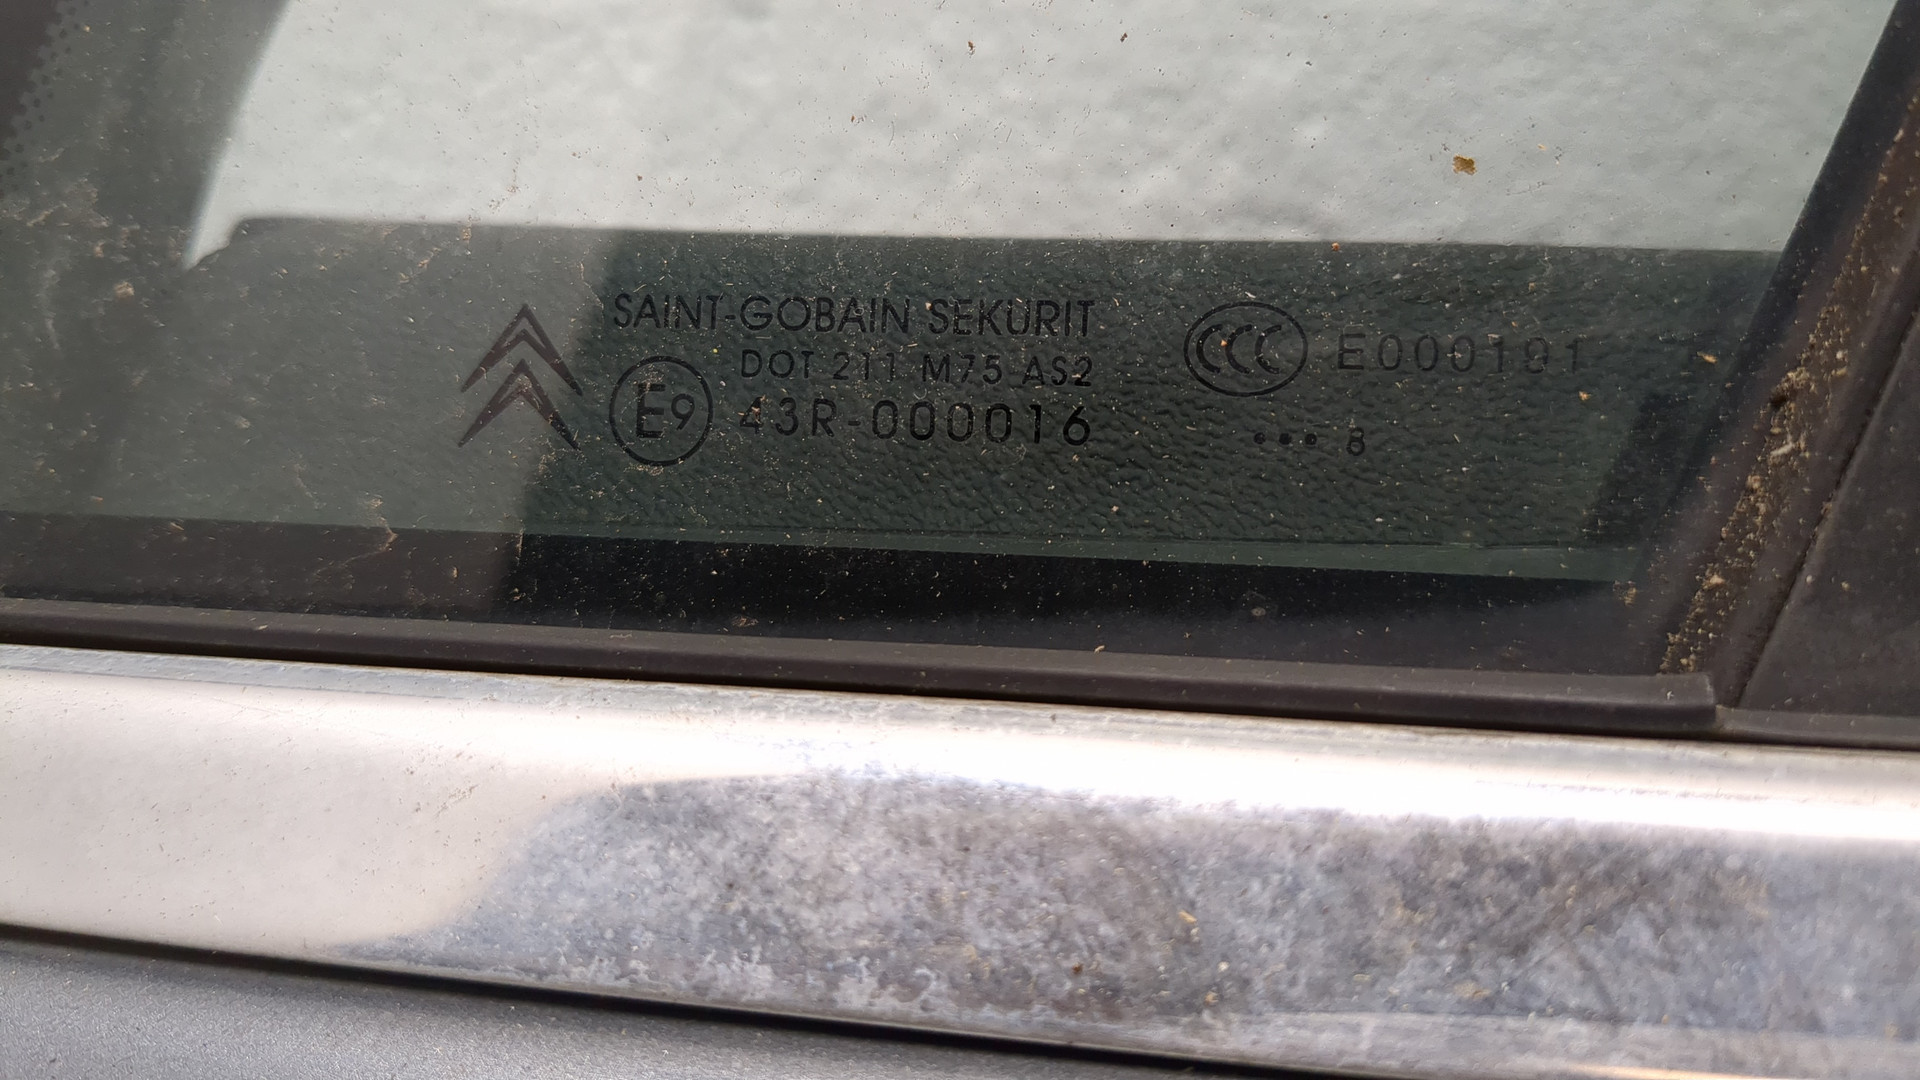 SAINT-GOBAIN SEKURIT
DOT 211 M75 AS2
E9 43R-000016
CCC E000191
••• 8